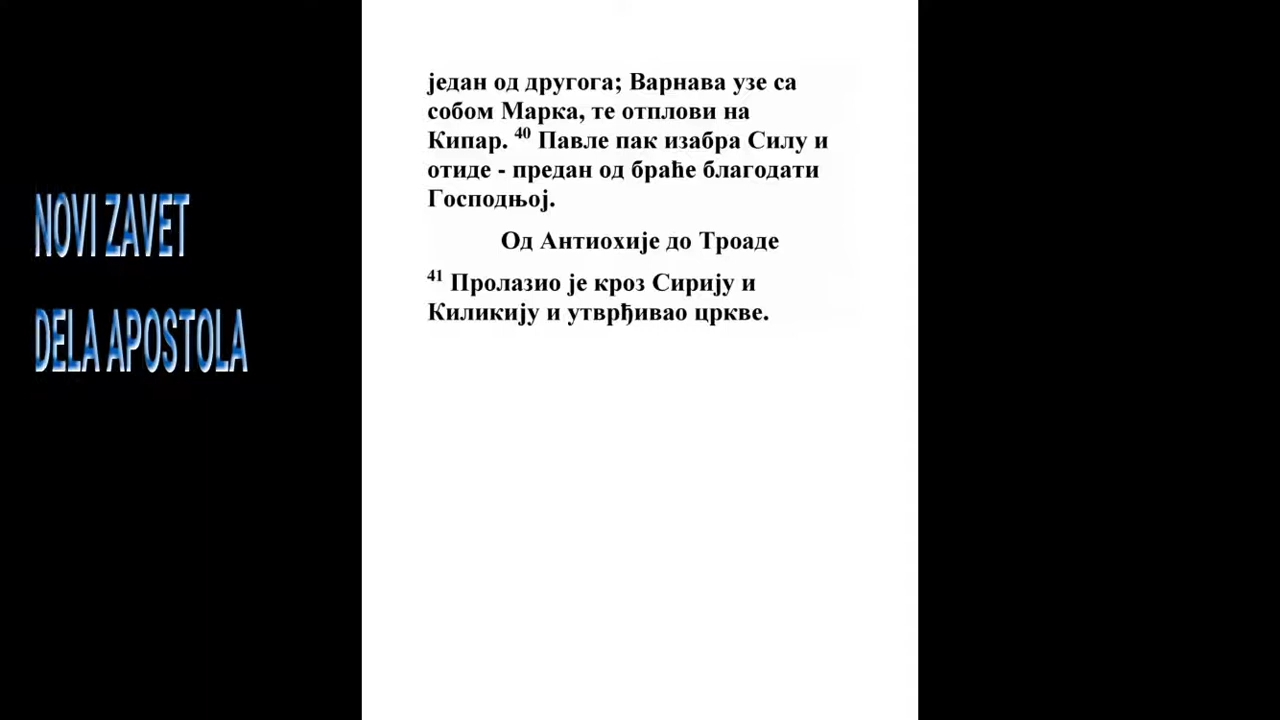 NOVI ZAVET
DELA APOSTOLA
један од другога; Варнава узе са
собом Марка, те отплови на
Кипар. 40 Павле пак изабра Силу и
отиде - предан од браће благодати
Господњој.
Од Антиохије до Троаде
41 Пролазио је кроз Сирију и
Киликију и утврђивао цркве.